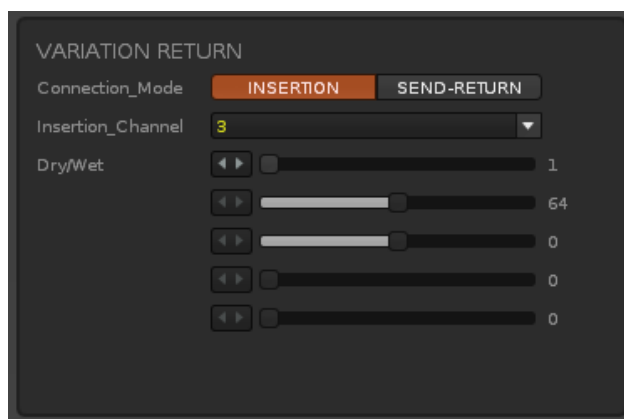 VARIATION RETURN
Connection_Mode INSERTION SEND-RETURN
Insertion_Channel 3
Dry/Wet 1
64
0
0
0